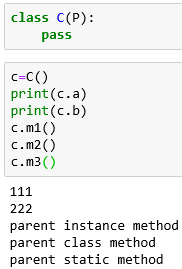 class C(P):
    pass
c=C()
print(c.a)
print(c.b)
c.m1()
c.m2()
c.m3()
111
222
parent instance method
parent class method
parent static method